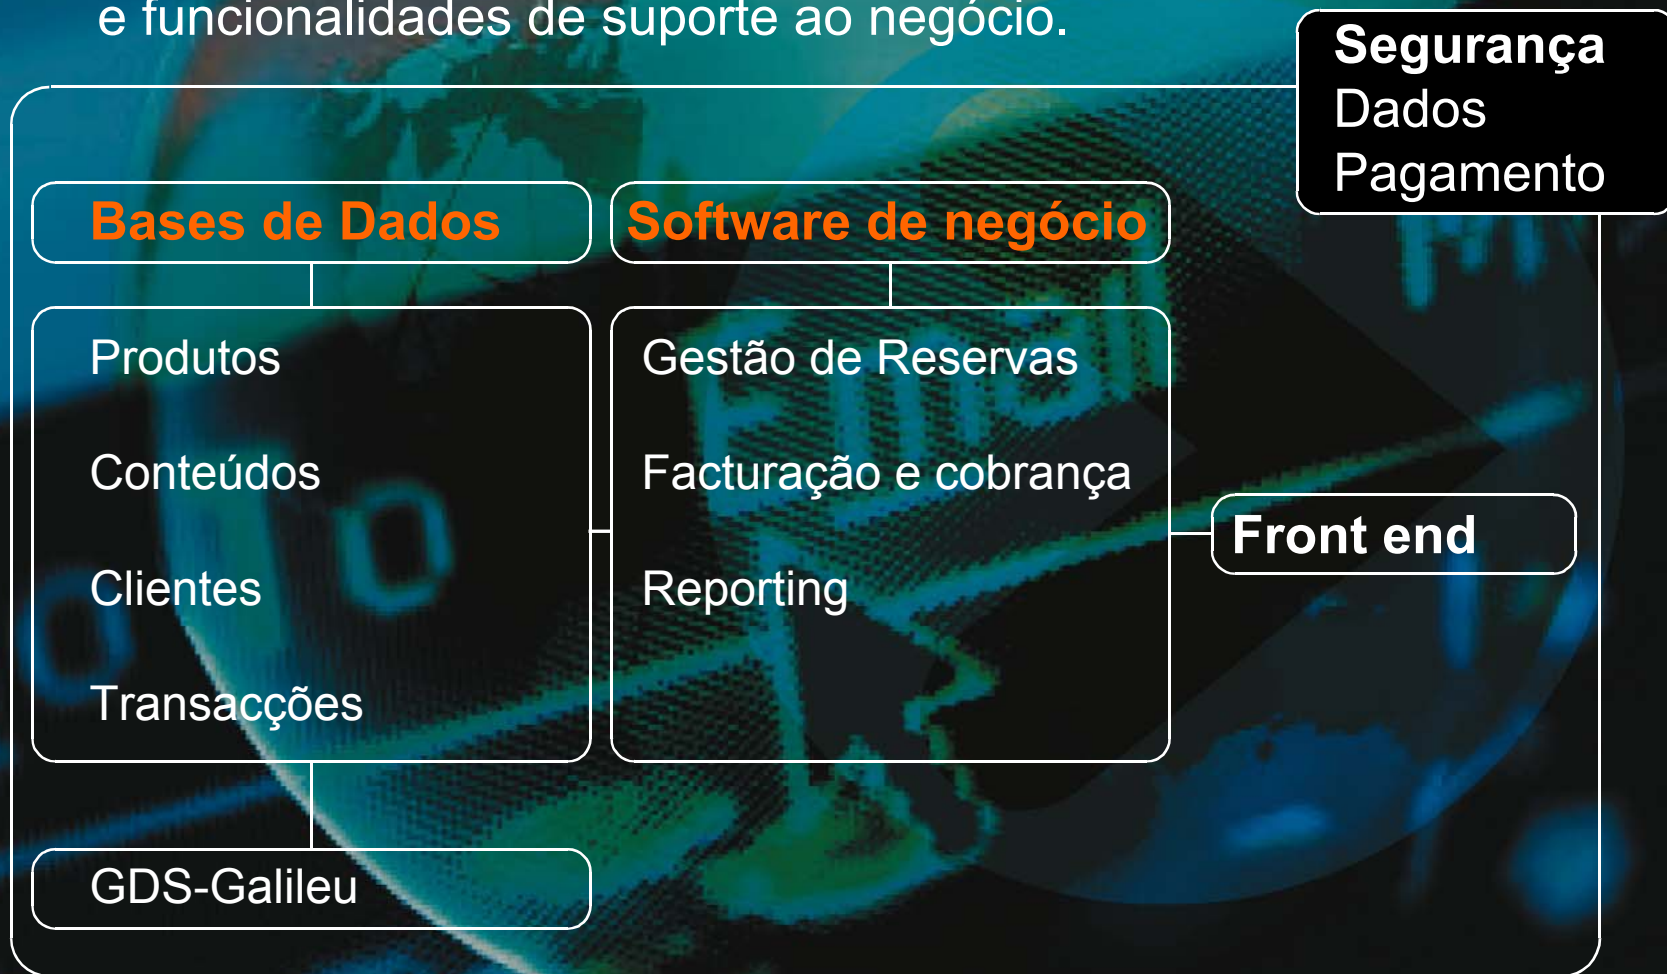 e funcionalidades de suporte ao negócio.
Segurança
Dados
Pagamento
Bases de Dados
Software de negócio
Produtos
Conteúdos
Clientes
Transacções
Gestão de Reservas
Facturação e cobrança
Reporting
Front end
GDS-Galileu
Email